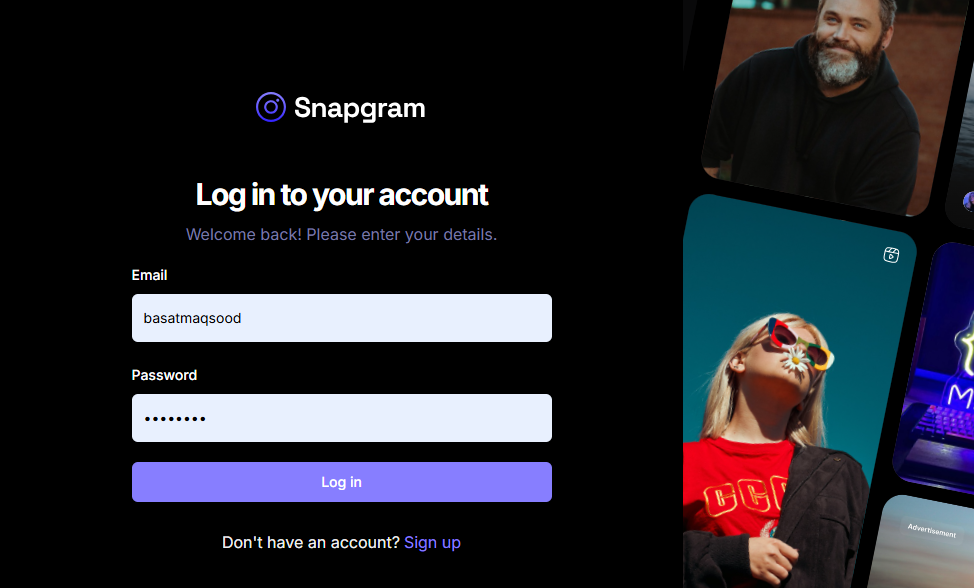 Snapgram
Log in to your account
Welcome back! Please enter your details.
Email
basatmaqsood
Password
••••••••
Log in
Don't have an account? Sign up
Advertisement